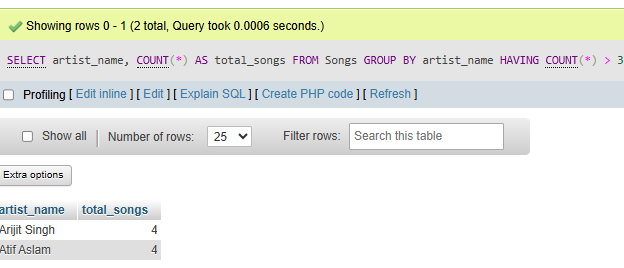 Showing rows 0 - 1 (2 total, Query took 0.0006 seconds.)
SELECT artist_name, COUNT(*) AS total_songs FROM Songs GROUP BY artist_name HAVING COUNT(*) > 3
Profiling [ Edit inline ] [ Edit ] [ Explain SQL ] [ Create PHP code ] [ Refresh ]
Show all | Number of rows: 25 Filter rows: Search this table
Extra options
artist_name total_songs
Arijit Singh 4
Atif Aslam 4